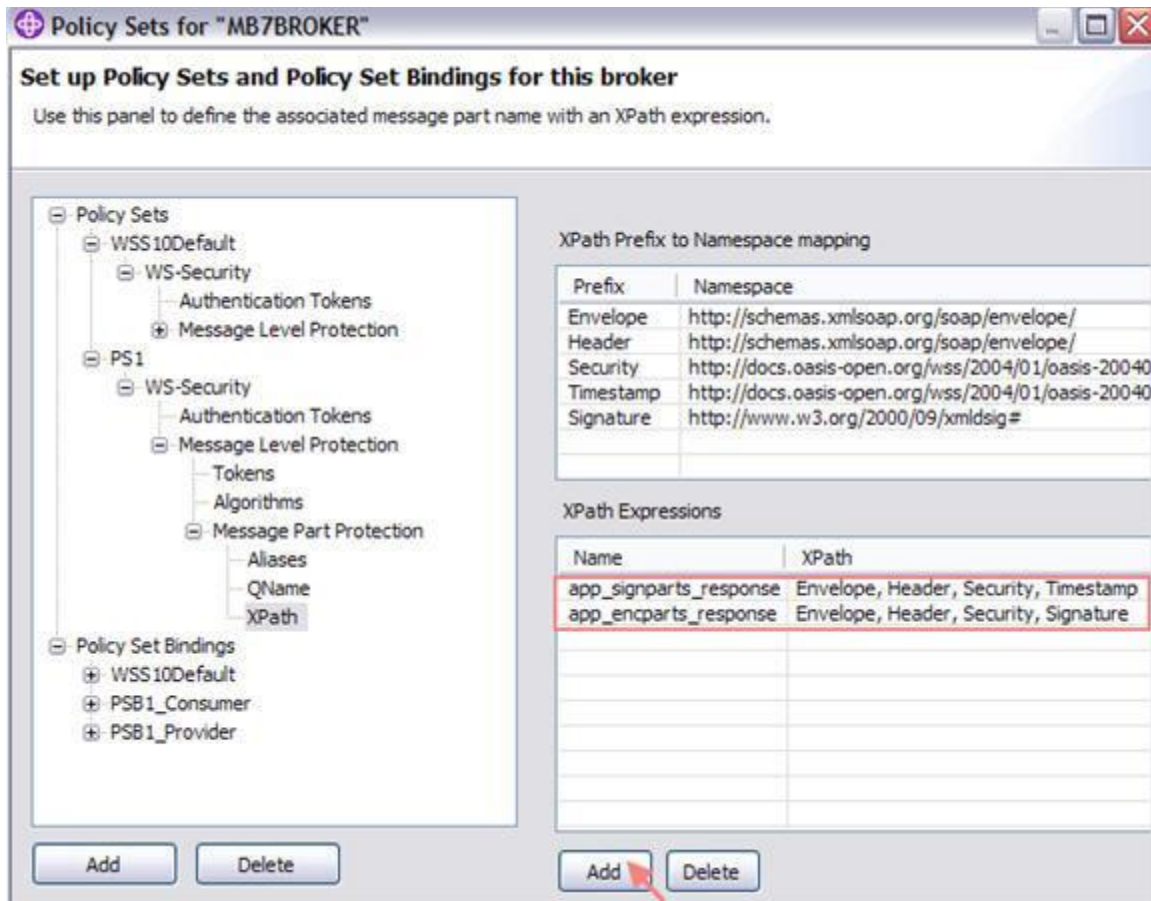 Policy Sets for "MB7BROKER"
Set up Policy Sets and Policy Set Bindings for this broker
Use this panel to define the associated message part name with an XPath expression.
Policy Sets
WSS10Default
WS-Security
Authentication Tokens
Message Level Protection
PS1
WS-Security
Authentication Tokens
Message Level Protection
Tokens
Algorithms
Message Part Protection
Aliases
QName
XPath
Policy Set Bindings
WSS10Default
PSB1_Consumer
PSB1_Provider
Add Delete
XPath Prefix to Namespace mapping
Prefix Namespace
Envelope http://schemas.xmlsoap.org/soap/envelope/
Header http://schemas.xmlsoap.org/soap/envelope/
Security http://docs.oasis-open.org/wss/2004/01/oasis-20040
Timestamp http://docs.oasis-open.org/wss/2004/01/oasis-20040
Signature http://www.w3.org/2000/09/xmldsig#
XPath Expressions
Name XPath
app_signparts_response Envelope, Header, Security, Timestamp
app_encparts_response Envelope, Header, Security, Signature
Add Delete